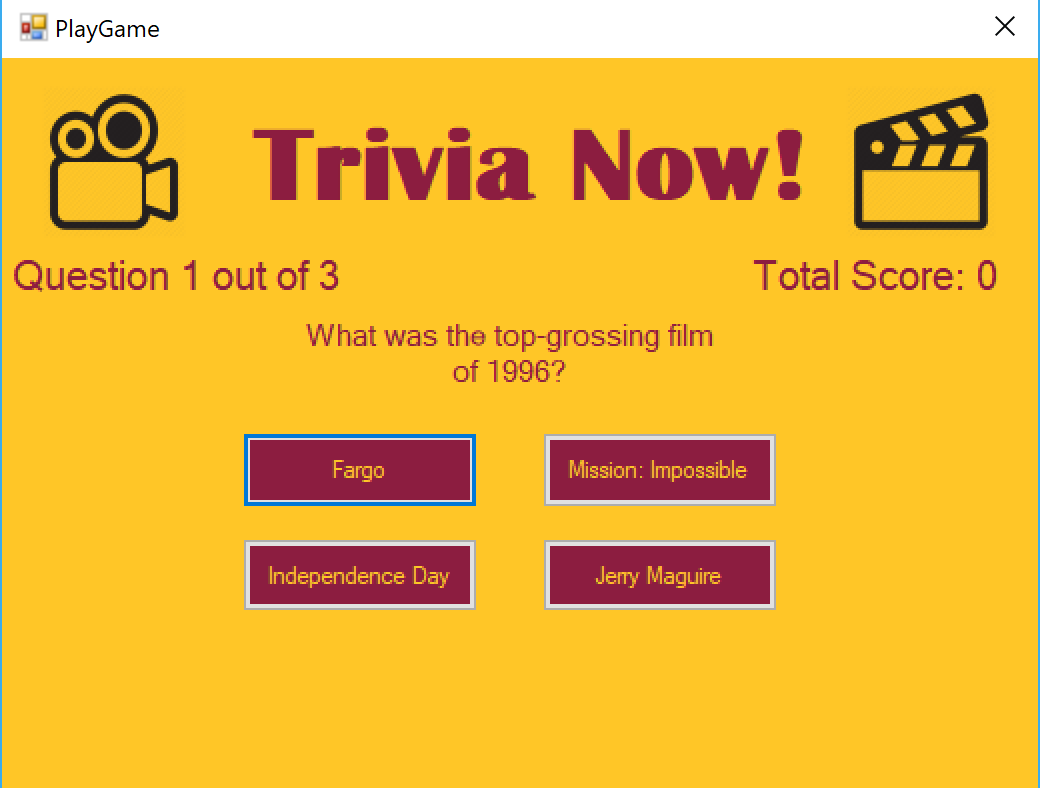 PlayGame
Trivia Now!
Question 1 out of 3
Total Score: 0
What was the top-grossing film
of 1996?
Fargo
Mission: Impossible
Independence Day
Jerry Maguire